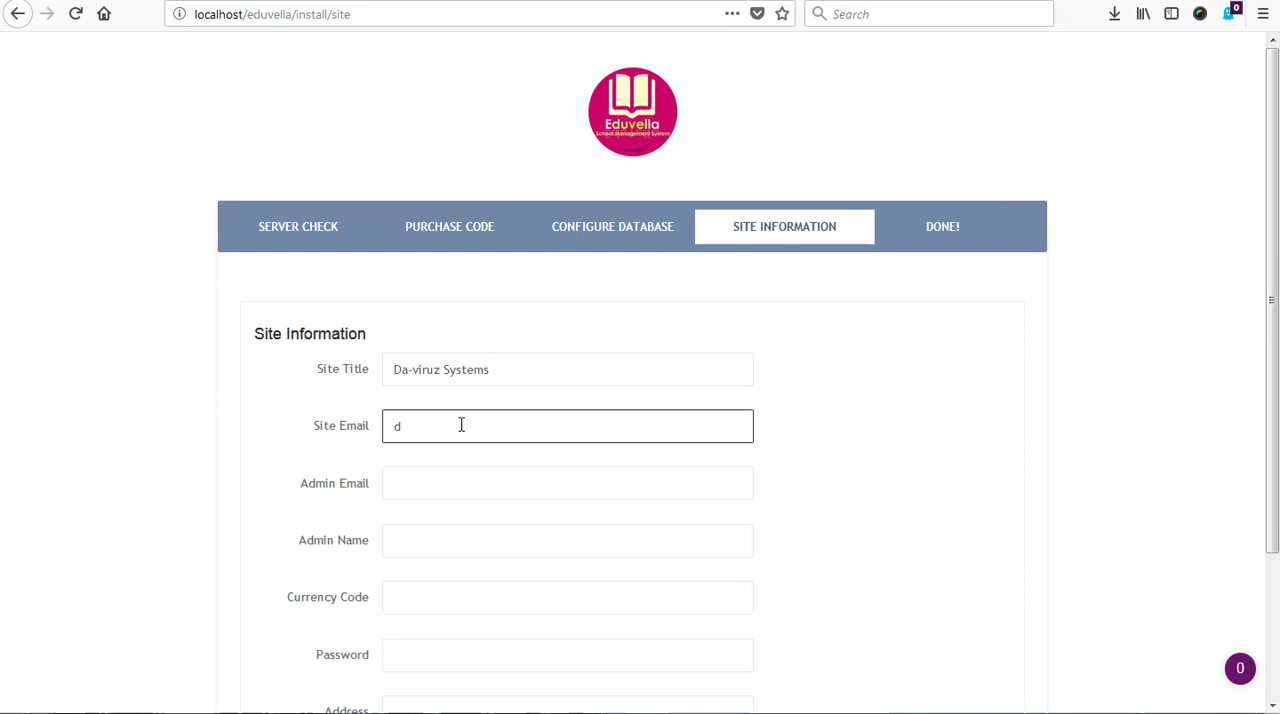 localhost/eduvella/install/site
Search
0
Eduvella
School Management System
SERVER CHECK
PURCHASE CODE
CONFIGURE DATABASE
SITE INFORMATION
DONE!
Site Information
Site Title
Da-viruz Systems
Site Email
d
Admin Email
Admin Name
Currency Code
Password
Address
0